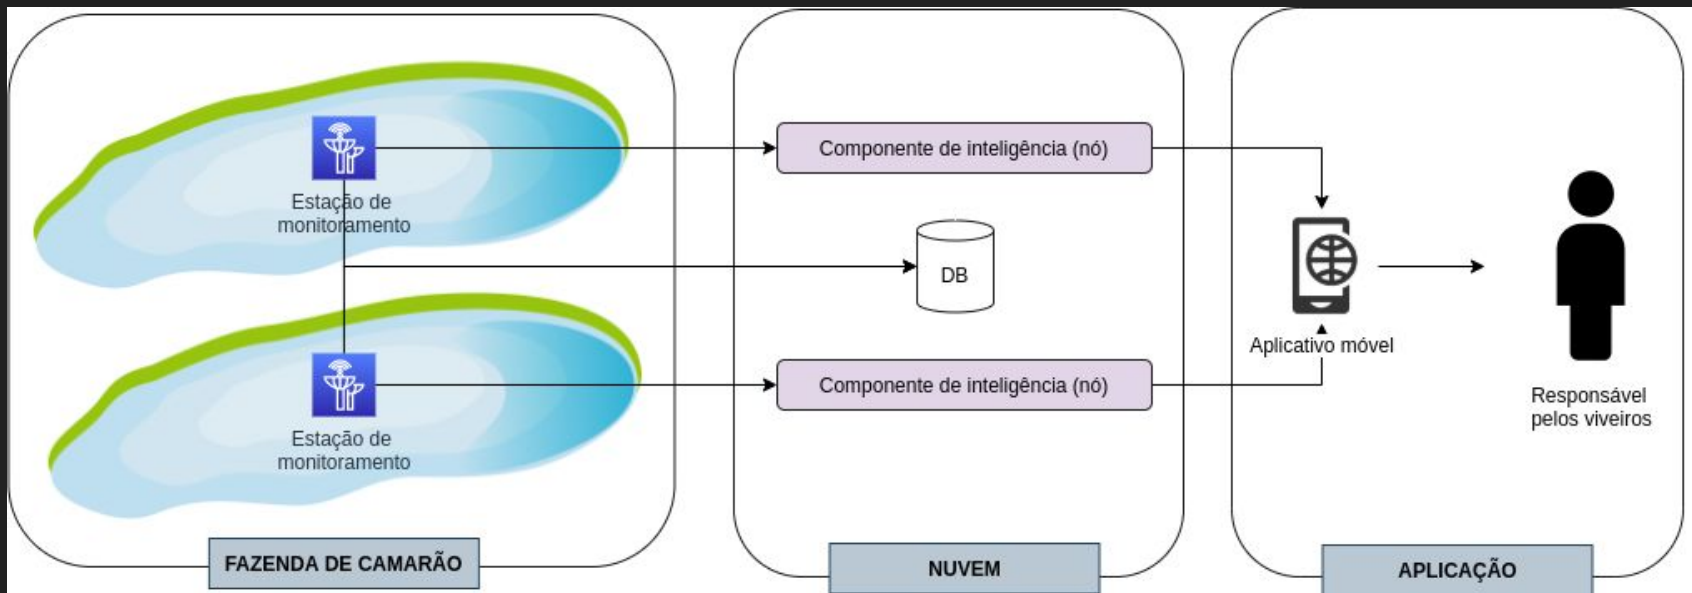 Estação de
monitoramento
Estação de
monitoramento
FAZENDA DE CAMARÃO
Componente de inteligência (nó)
DB
Componente de inteligência (nó)
NUVEM
Aplicativo móvel
Responsável
pelos viveiros
APLICAÇÃO